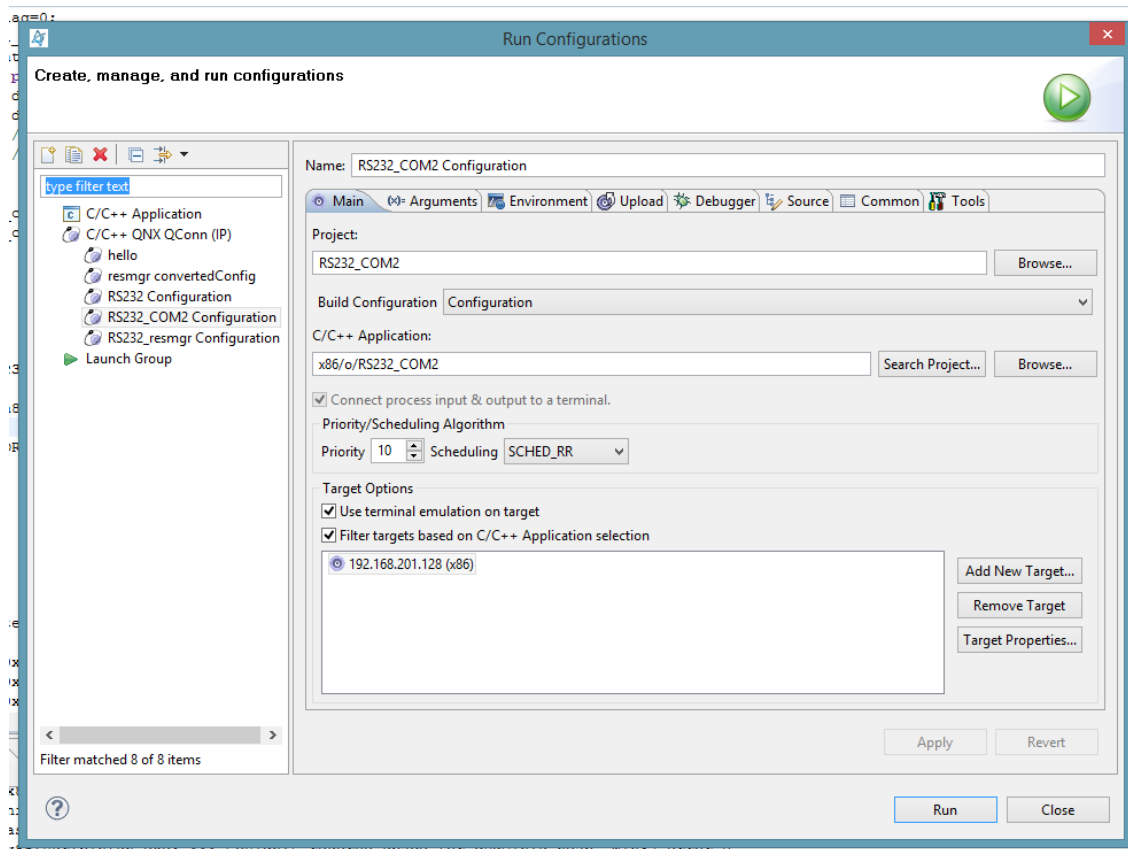 lag=0;
Run Configurations
Create, manage, and run configurations
type filter text
C/C++ Application
C/C++ QNX QConn (IP)
hello
resmgr convertedConfig
RS232 Configuration
RS232_COM2 Configuration
RS232_resmgr Configuration
Launch Group
Filter matched 8 of 8 items
Name: RS232_COM2 Configuration
Main (x)= Arguments Environment Upload Debugger Source Common Tools
Project:
RS232_COM2 Browse...
Build Configuration Configuration
C/C++ Application:
x86/o/RS232_COM2 Search Project... Browse...
Connect process input & output to a terminal.
Priority/Scheduling Algorithm
Priority 10 Scheduling SCHED_RR
Target Options
Use terminal emulation on target
Filter targets based on C/C++ Application selection
192.168.201.128 (x86)
Add New Target...
Remove Target
Target Properties...
Apply Revert
Run Close